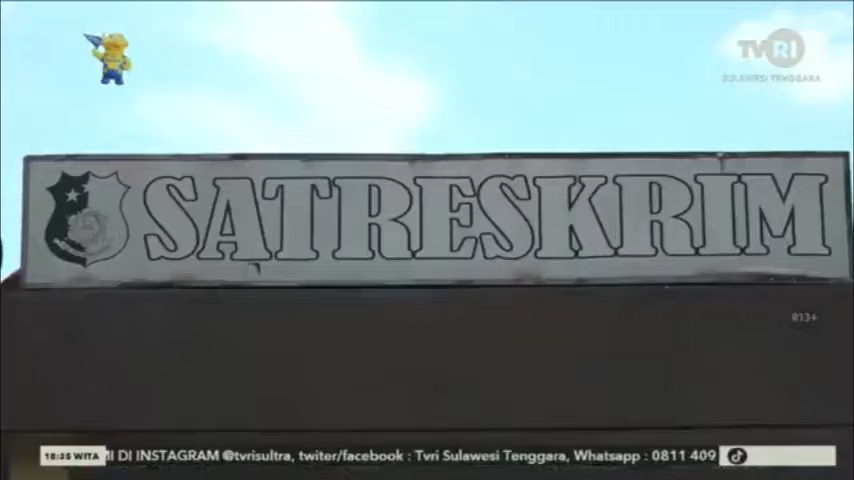 TVRI
SULAWESI TENGGARA
SATRESKRIM
R13+
18:35 WITA
MI DI INSTAGRAM @tvrisultra, twiter/facebook : Tvri Sulawesi Tenggara, Whatsapp : 0811 409